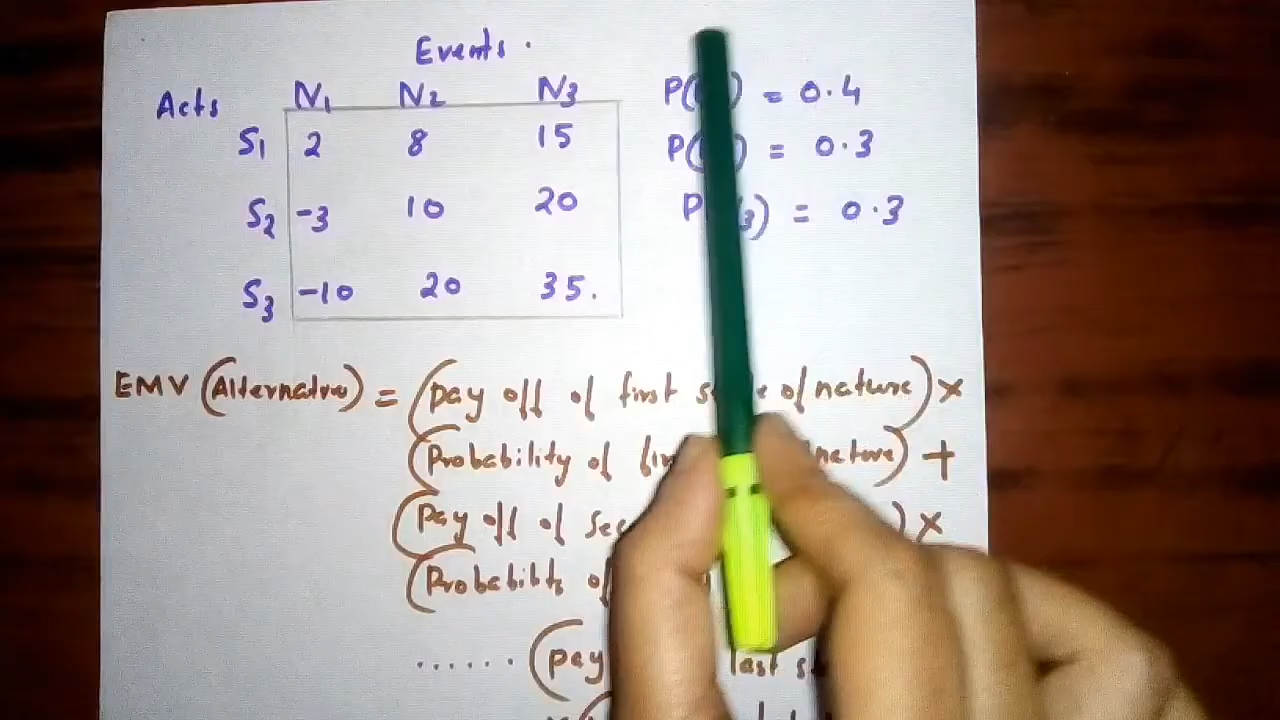 Events.
Acts N1 N2 N3
S1 2 8 15
S2 -3 10 20
S3 -10 20 35.
P( ) = 0.4
P( ) = 0.3
P 3) = 0.3
EMV (Alternative) = (pay off of first of nature) x
(Probability of nature) +
(Pay off of ) x
(Probability of
...... (pay last
x(